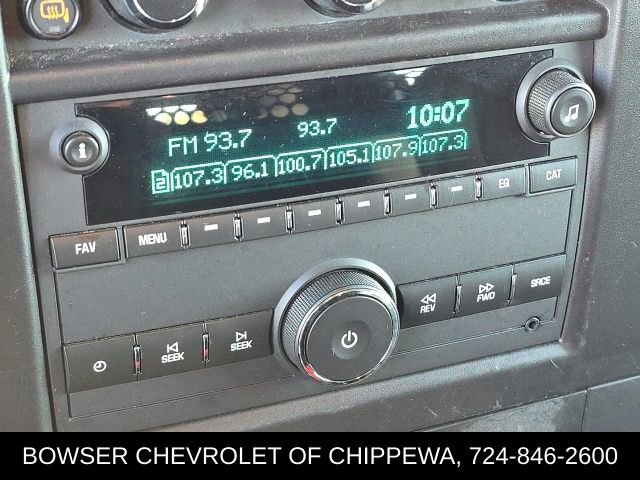 i
FM 93.7 93.7 10:07
2 107.3 96.1 100.7 105.1 107.9 107.3
FAV MENU EQ CAT
REV FWD SRCE
SEEK SEEK
BOWSER CHEVROLET OF CHIPPEWA, 724-846-2600